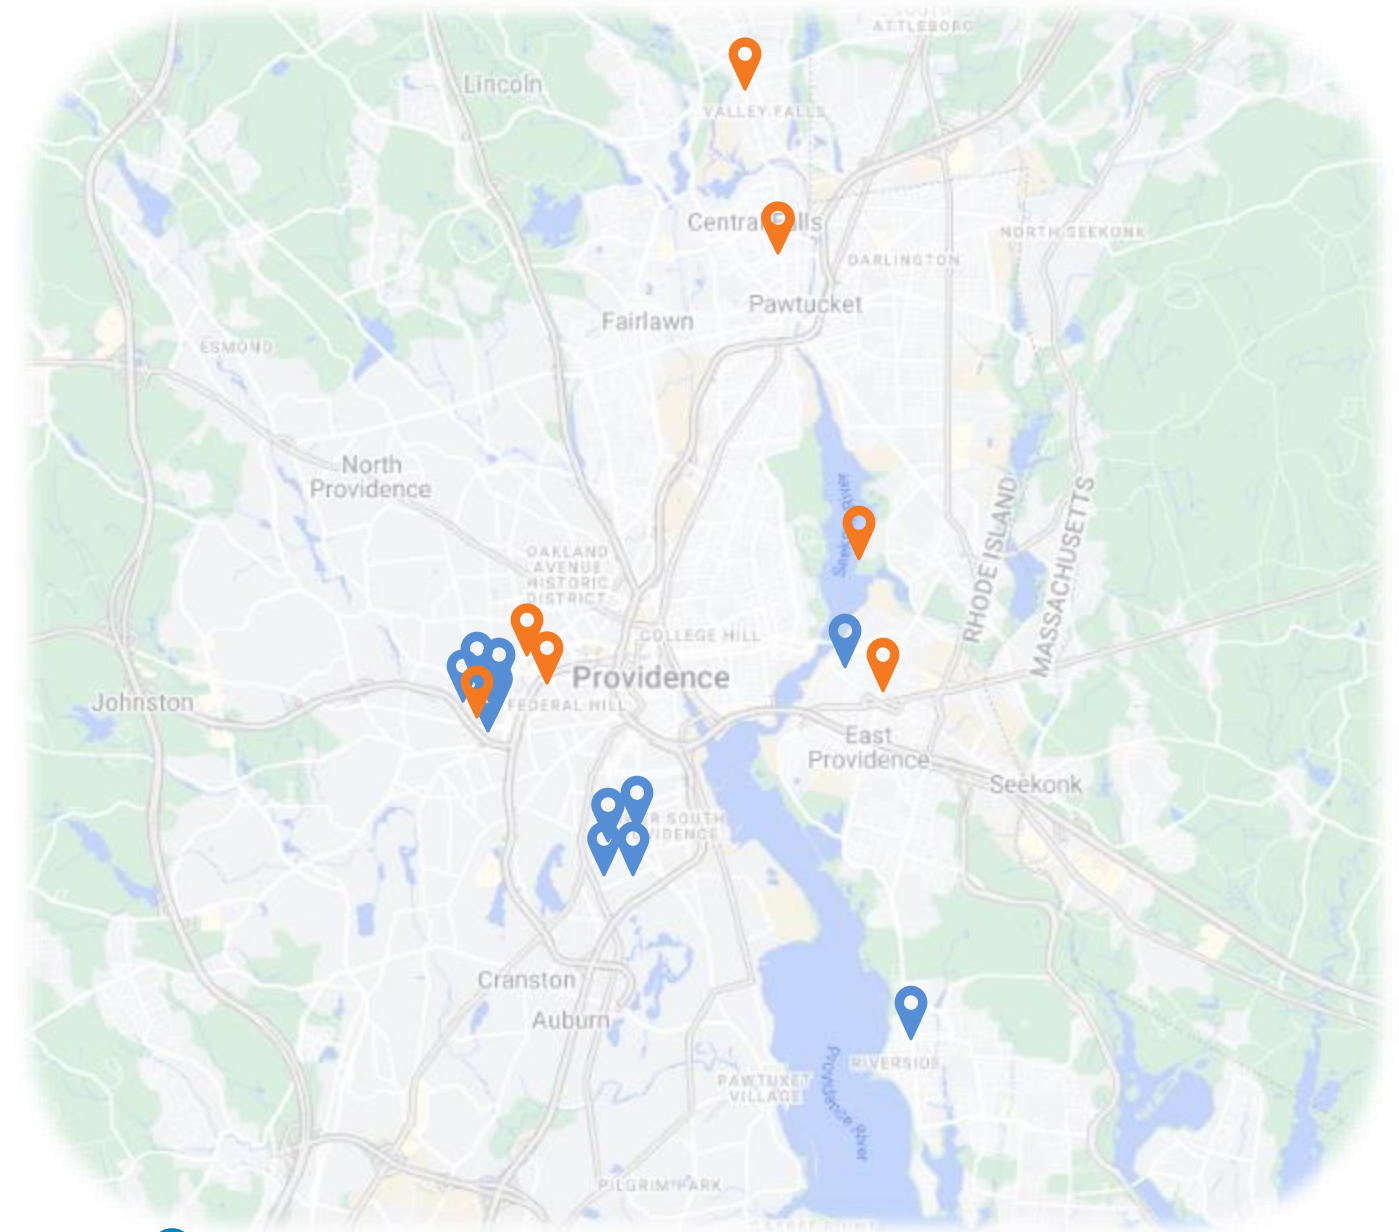 SOUTH
ATTLEBORO
Lincoln
VALLEY FALLS
Central Falls
NORTH SEEKONK
DARLINGTON
Pawtucket
Fairlawn
ESMOND
North
Providence
RHODE ISLAND
MASSACHUSETTS
OAKLAND
AVENUE
HISTORIC
DISTRICT
COLLEGE HILL
Providence
Johnston
FEDERAL HILL
East
Providence
Seekonk
SOUTH
Cranston
Auburn
RIVERSIDE
PAWTUXET
VILLAGE
Providence River
PILGRIM PARK